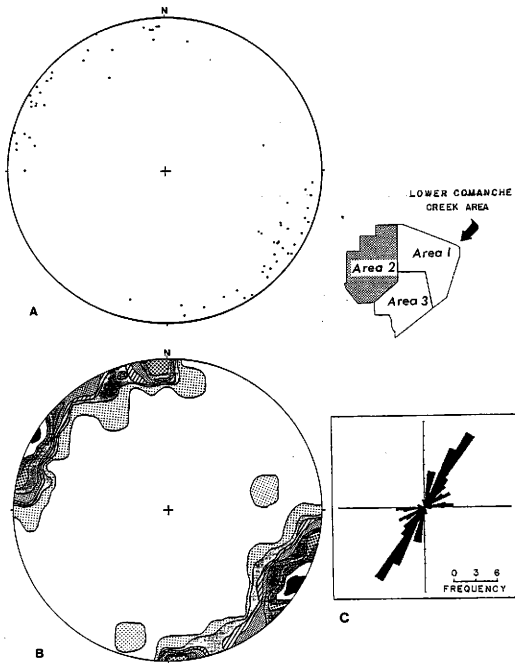 N
LOWER COMANCHE
CREEK AREA
Area 1
Area 2
Area 3
A
N
0 3 6
FREQUENCY
B
C